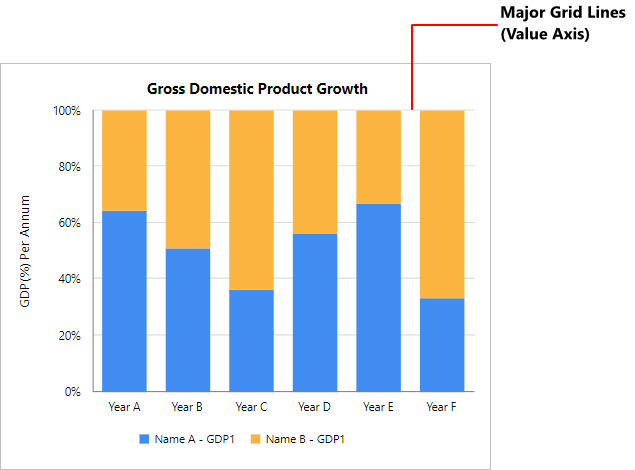 Major Grid Lines
(Value Axis)
Gross Domestic Product Growth
100%
80%
60%
40%
20%
0%
GDP (%) Per Annum
Year A
Year B
Year C
Year D
Year E
Year F
Name A - GDP1
Name B - GDP1